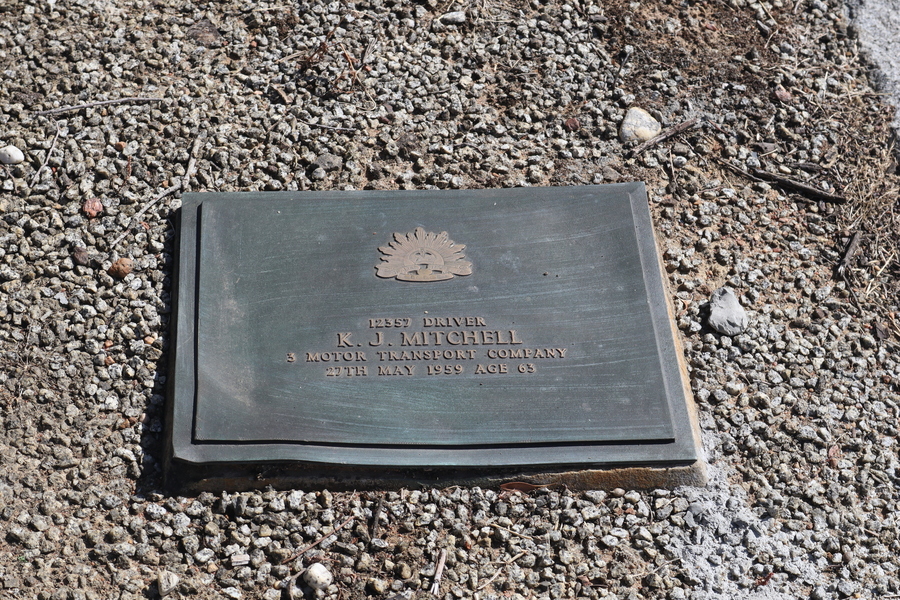 12357 DRIVER
K. J. MITCHELL
3 MOTOR TRANSPORT COMPANY
27TH MAY 1959 AGE 63